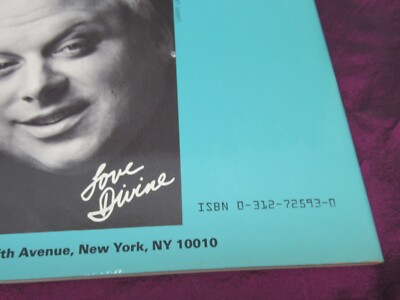 Love
Divine
ISBN 0-312-72593-0
th Avenue, New York, NY 10010